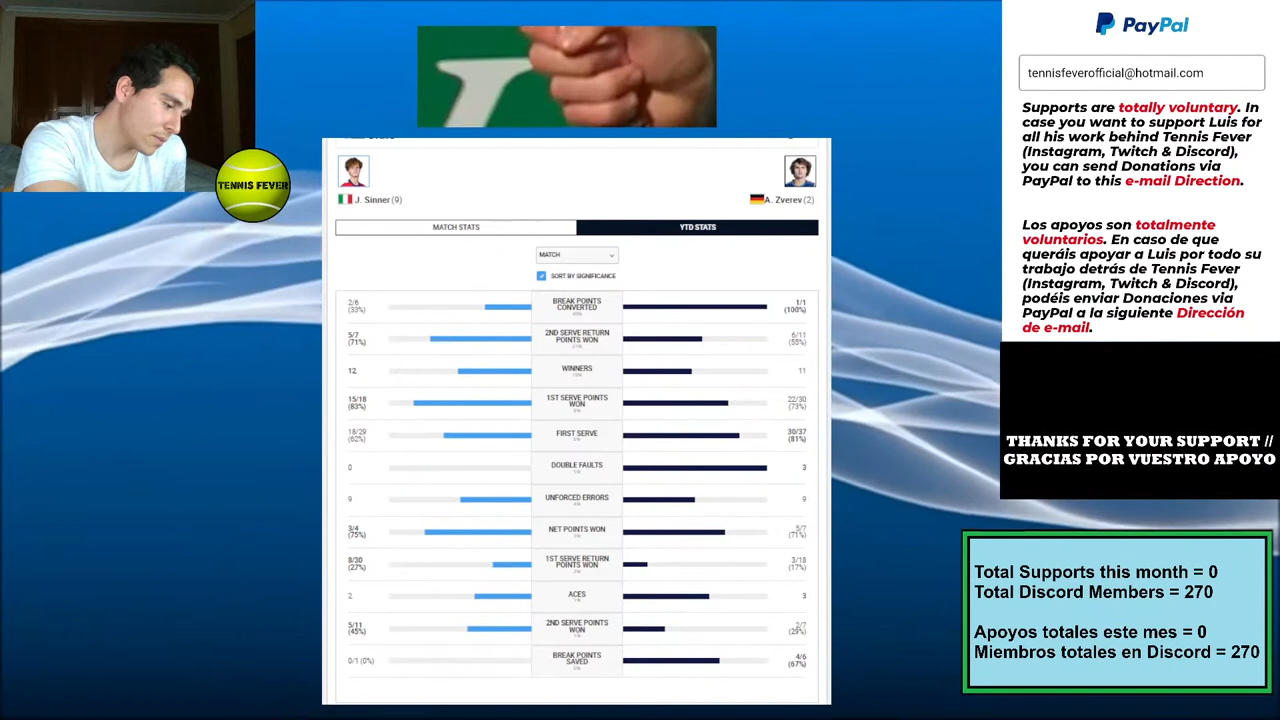 PayPal
tennisfeverofficial@hotmail.com
Supports are totally voluntary. In
case you want to support Luis for
all his work behind Tennis Fever
(Instagram, Twitch & Discord),
you can send Donations via
PayPal to this e-mail Direction.
Los apoyos son totalmente
voluntarios. En caso de que
queráis apoyar a Luis por todo su
trabajo detrás de Tennis Fever
(Instagram, Twitch & Discord),
podéis enviar Donaciones via
PayPal a la siguiente Dirección
de e-mail.
THANKS FOR YOUR SUPPORT //
GRACIAS POR VUESTRO APOYO
Total Supports this month = 0
Total Discord Members = 270
Apoyos totales este mes = 0
Miembros totales en Discord = 270
TENNIS FEVER
J. Sinner (9)
A. Zverev (2)
MATCH STATS
YTD STATS
MATCH
SORT BY SIGNIFICANCE
2/6 (33%) BREAK POINTS CONVERTED 1/1 (100%)
5/7 (71%) 2ND SERVE RETURN POINTS WON 6/11 (55%)
12 WINNERS 11
15/18 (83%) 1ST SERVE POINTS WON 22/30 (73%)
18/29 (62%) FIRST SERVE 30/37 (81%)
0 DOUBLE FAULTS 3
9 UNFORCED ERRORS 9
3/4 (75%) NET POINTS WON 5/7 (71%)
8/30 (27%) 1ST SERVE RETURN POINTS WON 3/18 (17%)
2 ACES 3
5/11 (45%) 2ND SERVE POINTS WON 2/7 (29%)
0/1 (0%) BREAK POINTS SAVED 4/6 (67%)